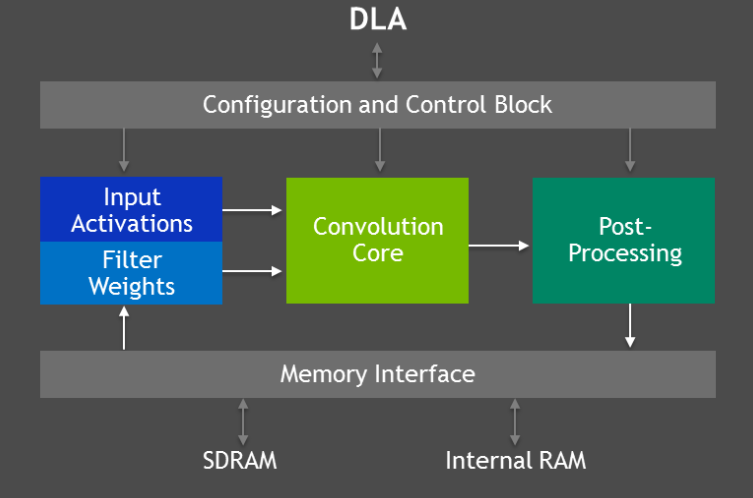 DLA
Configuration and Control Block
Input
Activations
Filter
Weights
Convolution
Core
Post-
Processing
Memory Interface
SDRAM
Internal RAM